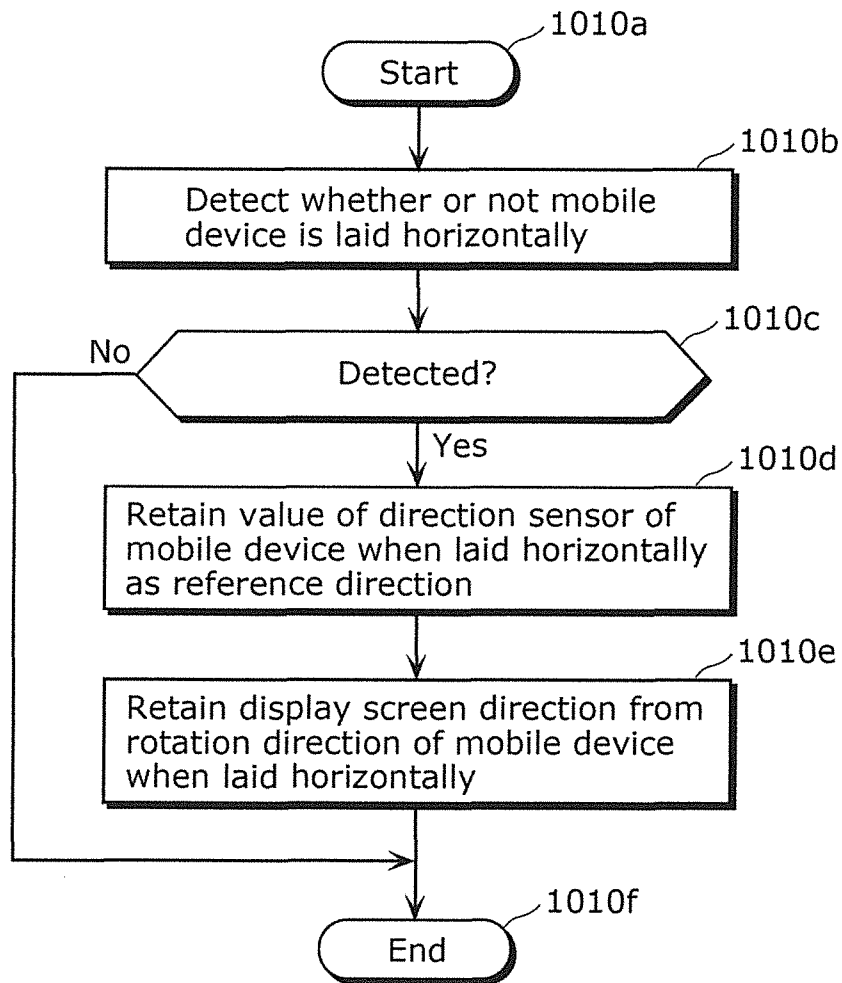 1010a
Start
1010b
Detect whether or not mobile
device is laid horizontally
1010c
No
Detected?
Yes
1010d
Retain value of direction sensor of
mobile device when laid horizontally
as reference direction
1010e
Retain display screen direction from
rotation direction of mobile device
when laid horizontally
1010f
End